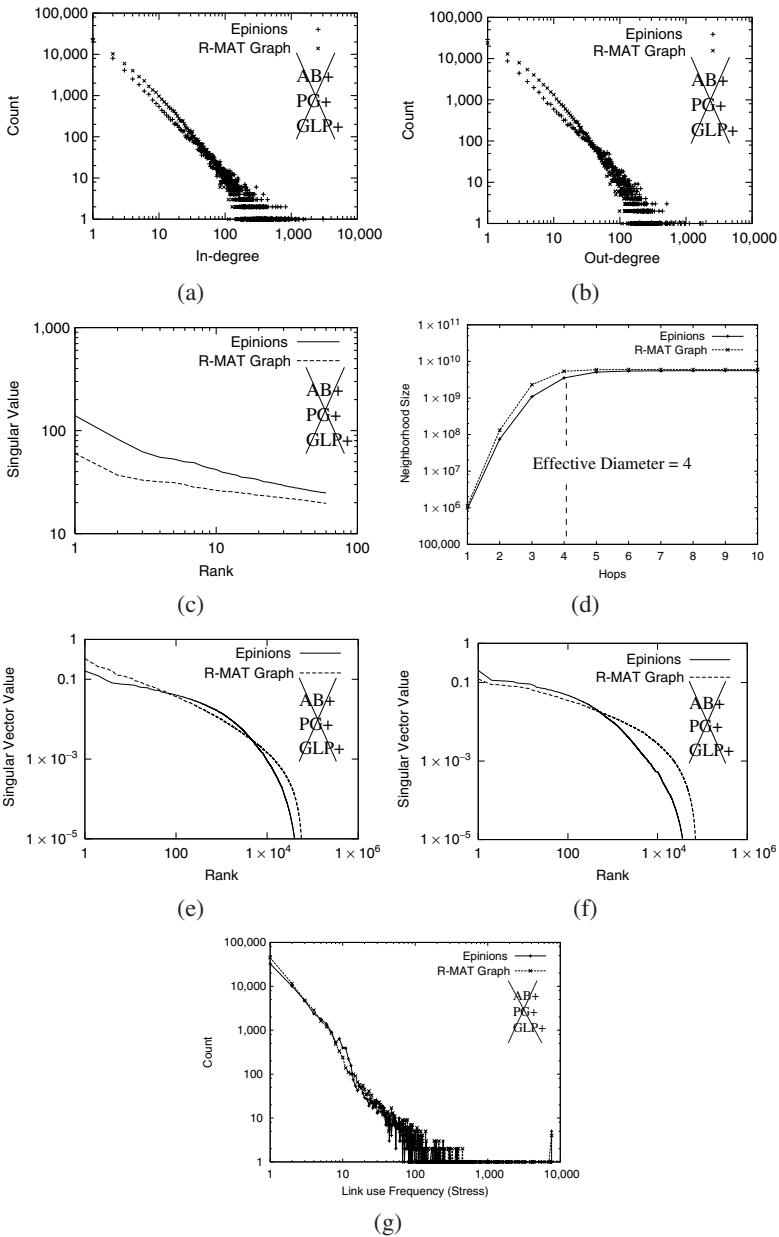 100,000
10,000
1,000
100
10
1
Count
Epinions
R-MAT Graph
AB+
PG+
GLP+
1 10 100 1,000 10,000
In-degree
(a)
100,000
10,000
1,000
100
10
1
Count
Epinions
R-MAT Graph
AB+
PG+
GLP+
1 10 100 1,000 10,000
Out-degree
(b)
1,000
100
10
Singular Value
Epinions
R-MAT Graph
AB+
PG+
GLP+
1 10 100
Rank
(c)
1 × 10^11
1 × 10^10
1 × 10^9
1 × 10^8
1 × 10^7
1 × 10^6
100,000
Neighborhood Size
Epinions
R-MAT Graph
Effective Diameter = 4
1 2 3 4 5 6 7 8 9 10
Hops
(d)
1
0.1
1 × 10^−3
1 × 10^−5
Singular Vector Value
Epinions
R-MAT Graph
AB+
PG+
GLP+
1 100 1 × 10^4 1 × 10^6
Rank
(e)
1
0.1
1 × 10^−3
1 × 10^−5
Singular Vector Value
Epinions
R-MAT Graph
AB+
PG+
GLP+
1 100 1 × 10^4 1 × 10^6
Rank
(f)
100,000
10,000
1,000
100
10
1
Count
Epinions
R-MAT Graph
AB+
PG+
GLP+
1 10 100 1,000 10,000
Link use Frequency (Stress)
(g)